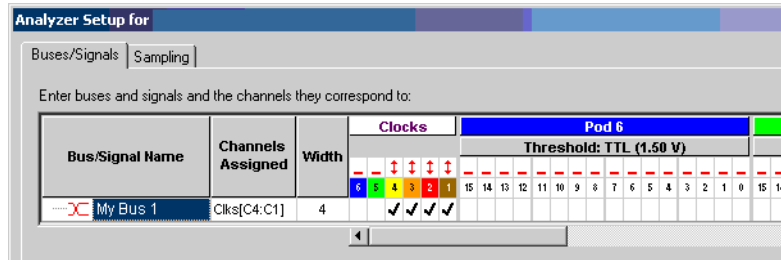 Analyzer Setup for
Buses/Signals Sampling
Enter buses and signals and the channels they correspond to:
Bus/Signal Name Channels Assigned Width Clocks Pod 6
Threshold: TTL (1.50 V)
6 5 4 3 2 1 15 14 13 12 11 10 9 8 7 6 5 4 3 2 1 0 15
My Bus 1 Clks[C4:C1] 4